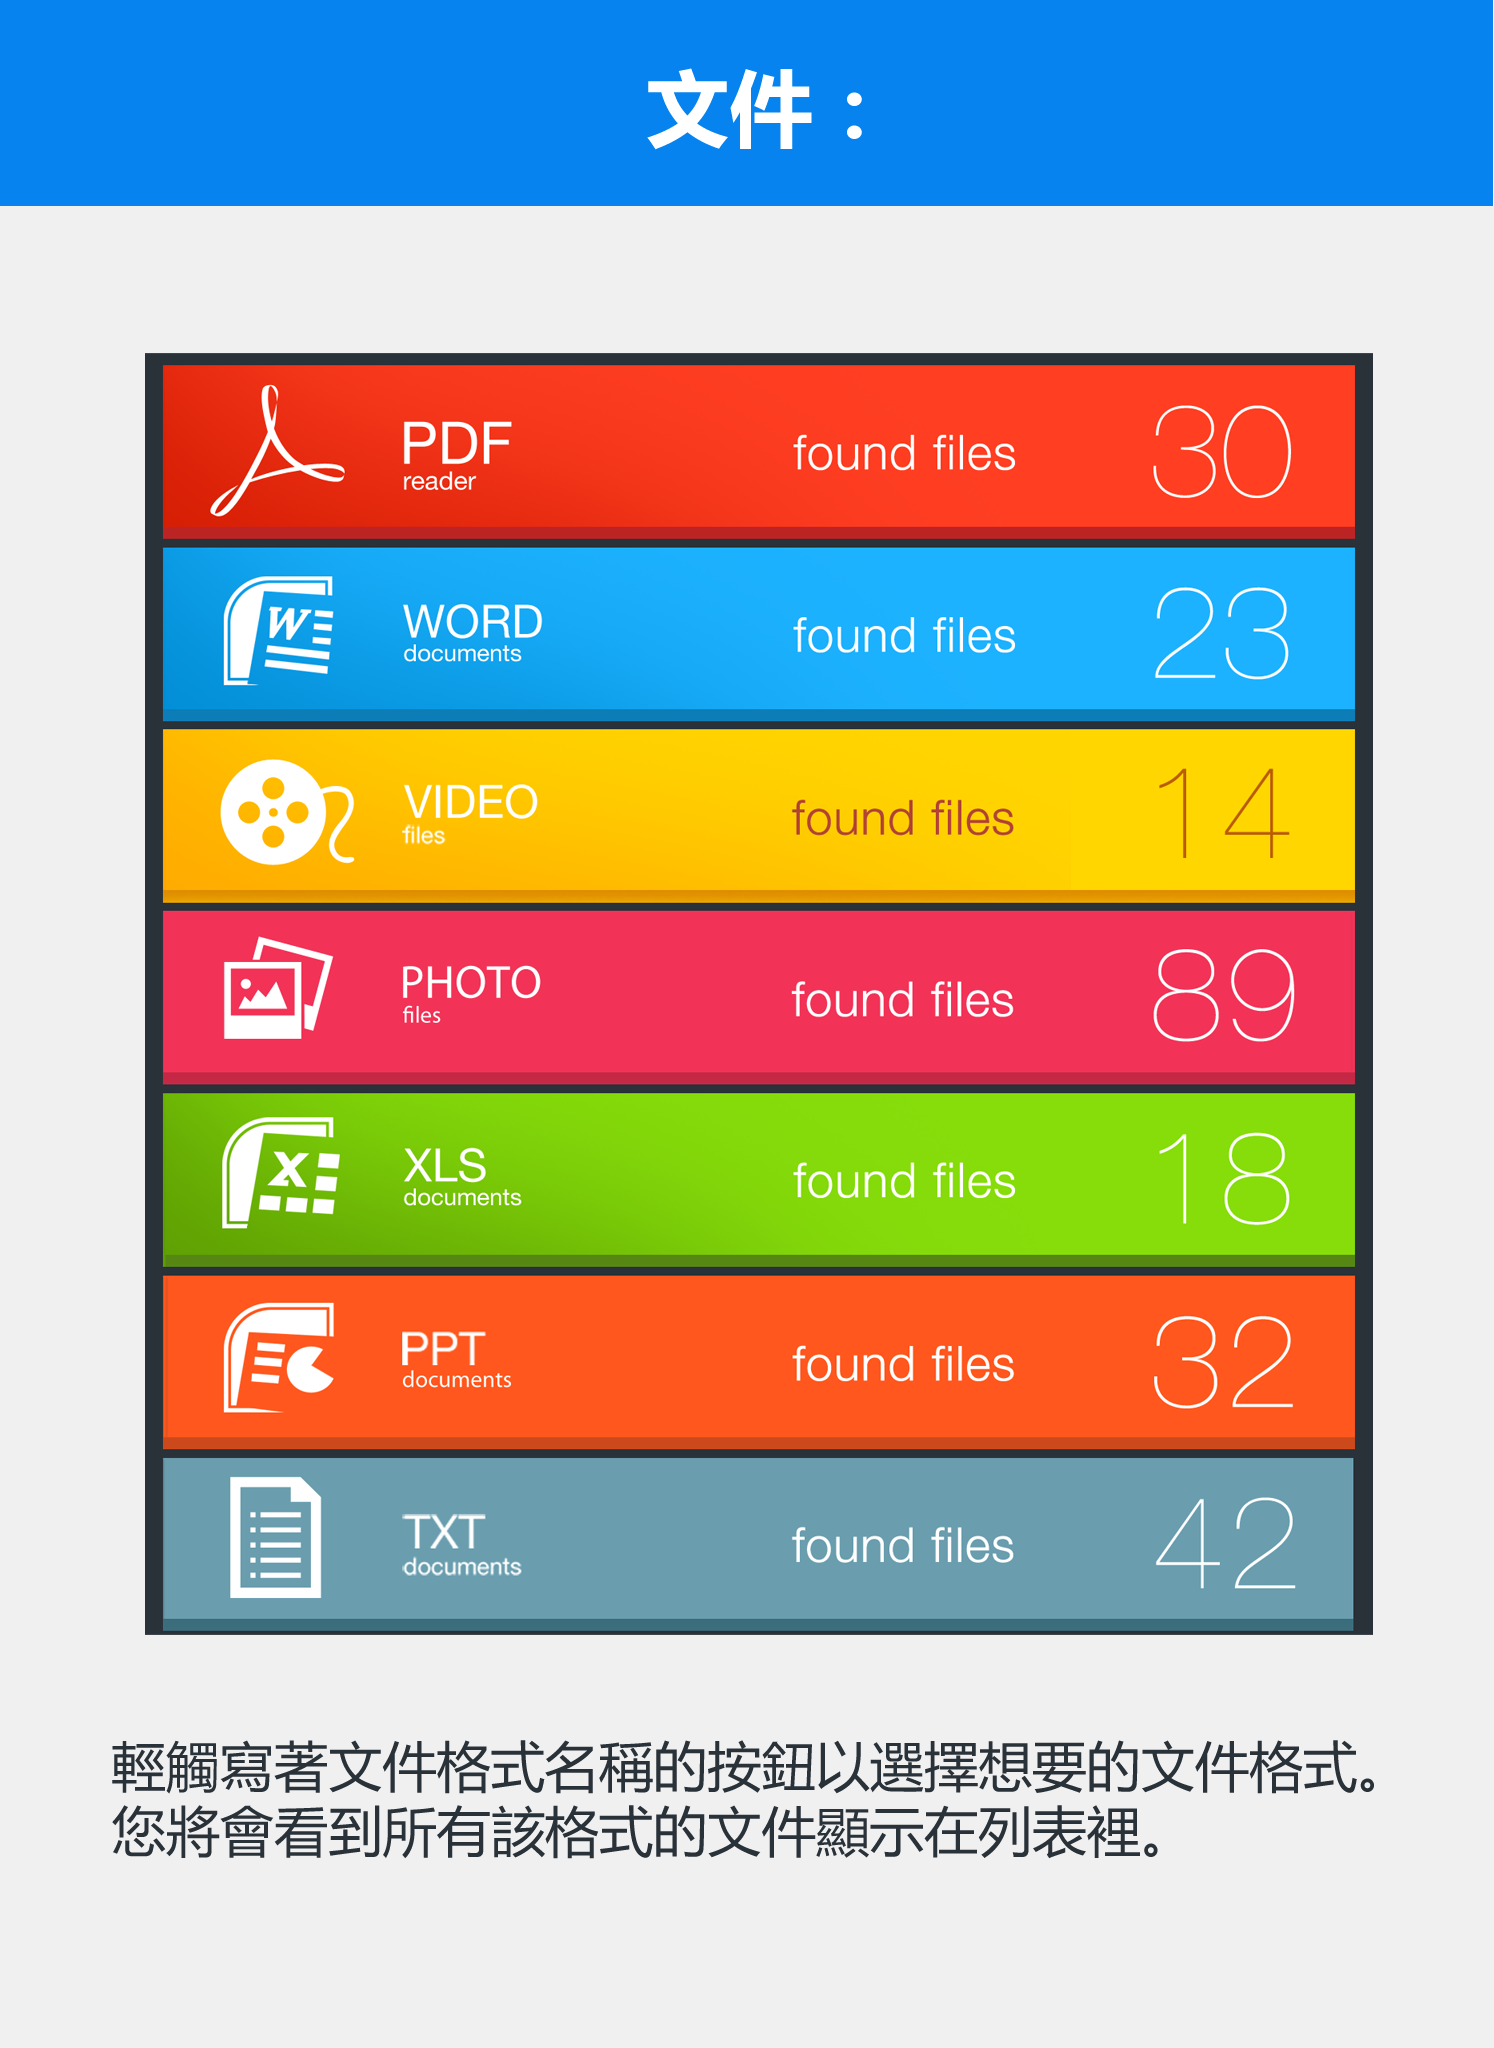 文件：
PDF
reader
found files
30
WORD
documents
found files
23
VIDEO
files
found files
14
PHOTO
files
found files
89
XLS
documents
found files
18
PPT
documents
found files
32
TXT
documents
found files
42
輕觸寫著文件格式名稱的按鈕以選擇想要的文件格式。
您將會看到所有該格式的文件顯示在列表裡。